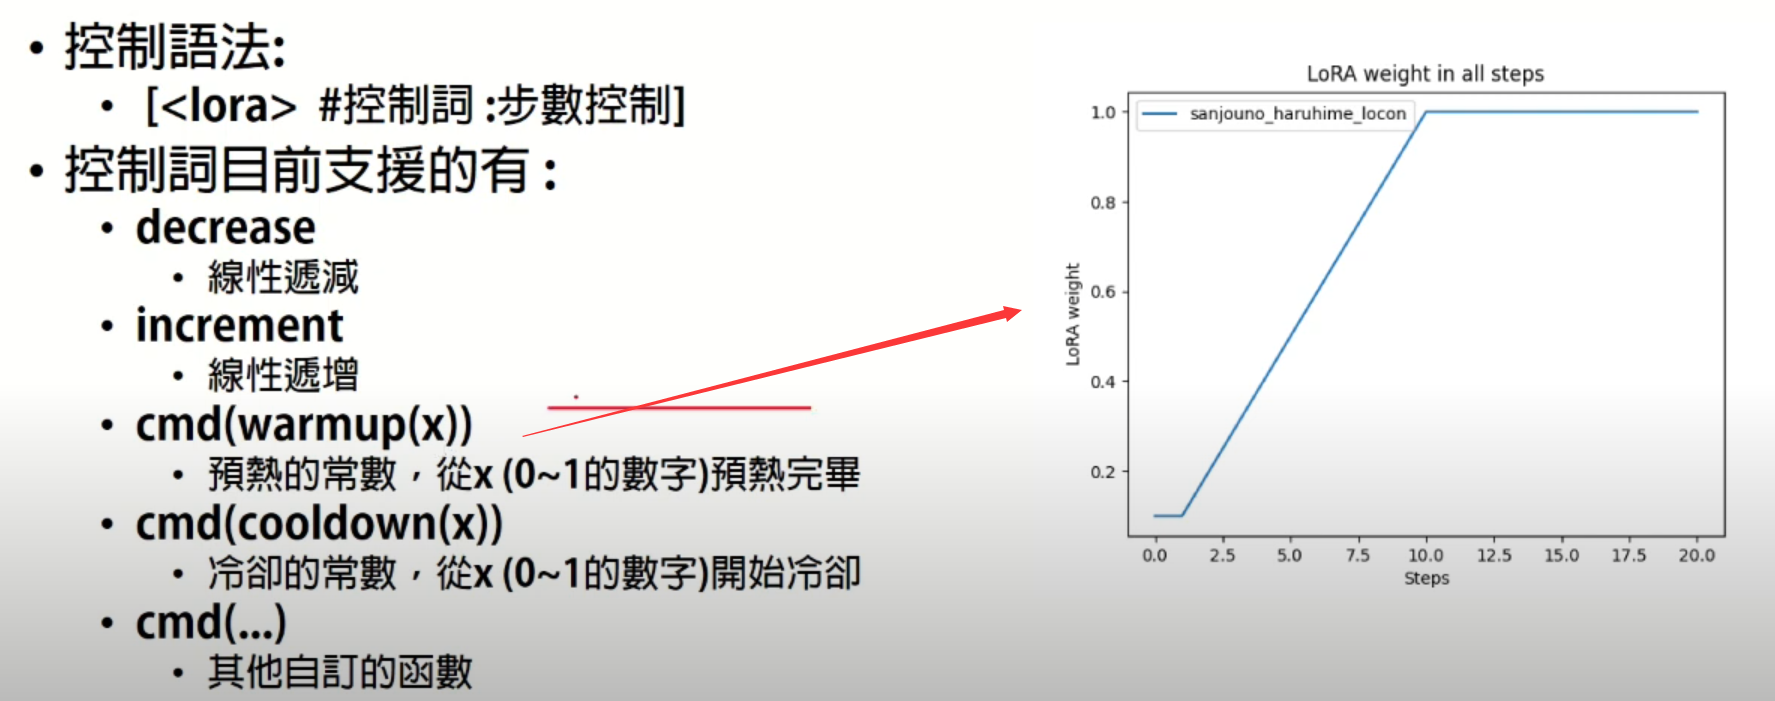 • 控制語法:
• [<lora> #控制詞 :步數控制]
• 控制詞目前支援的有 :
• decrease
• 線性遞減
• increment
• 線性遞增
• cmd(warmup(x))
• 預熱的常數，從x (0~1的數字)預熱完畢
• cmd(cooldown(x))
• 冷卻的常數，從x (0~1的數字)開始冷卻
• cmd(...)
• 其他自訂的函數
LoRA weight in all steps
sanjouno_haruhime_locon
1.0
0.8
0.6
0.4
0.2
LoRA weight
0.0 2.5 5.0 7.5 10.0 12.5 15.0 17.5 20.0
Steps